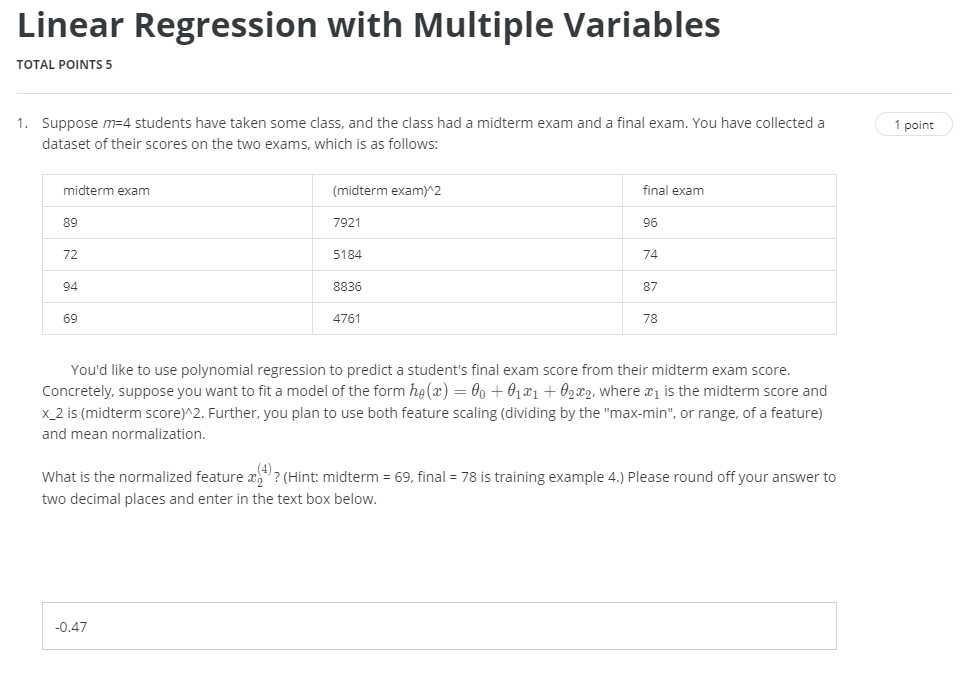 Linear Regression with Multiple Variables
TOTAL POINTS 5
1. Suppose m=4 students have taken some class, and the class had a midterm exam and a final exam. You have collected a
1 point
dataset of their scores on the two exams, which is as follows:
midterm exam (midterm exam)^2 final exam
89 7921 96
72 5184 74
94 8836 87
69 4761 78
You'd like to use polynomial regression to predict a student's final exam score from their midterm exam score.
Concretely, suppose you want to fit a model of the form hθ(x) = θ0 + θ1x1 + θ2x2, where x1 is the midterm score and
x_2 is (midterm score)^2. Further, you plan to use both feature scaling (dividing by the "max-min", or range, of a feature)
and mean normalization.
What is the normalized feature x2^(4)? (Hint: midterm = 69, final = 78 is training example 4.) Please round off your answer to
two decimal places and enter in the text box below.
-0.47